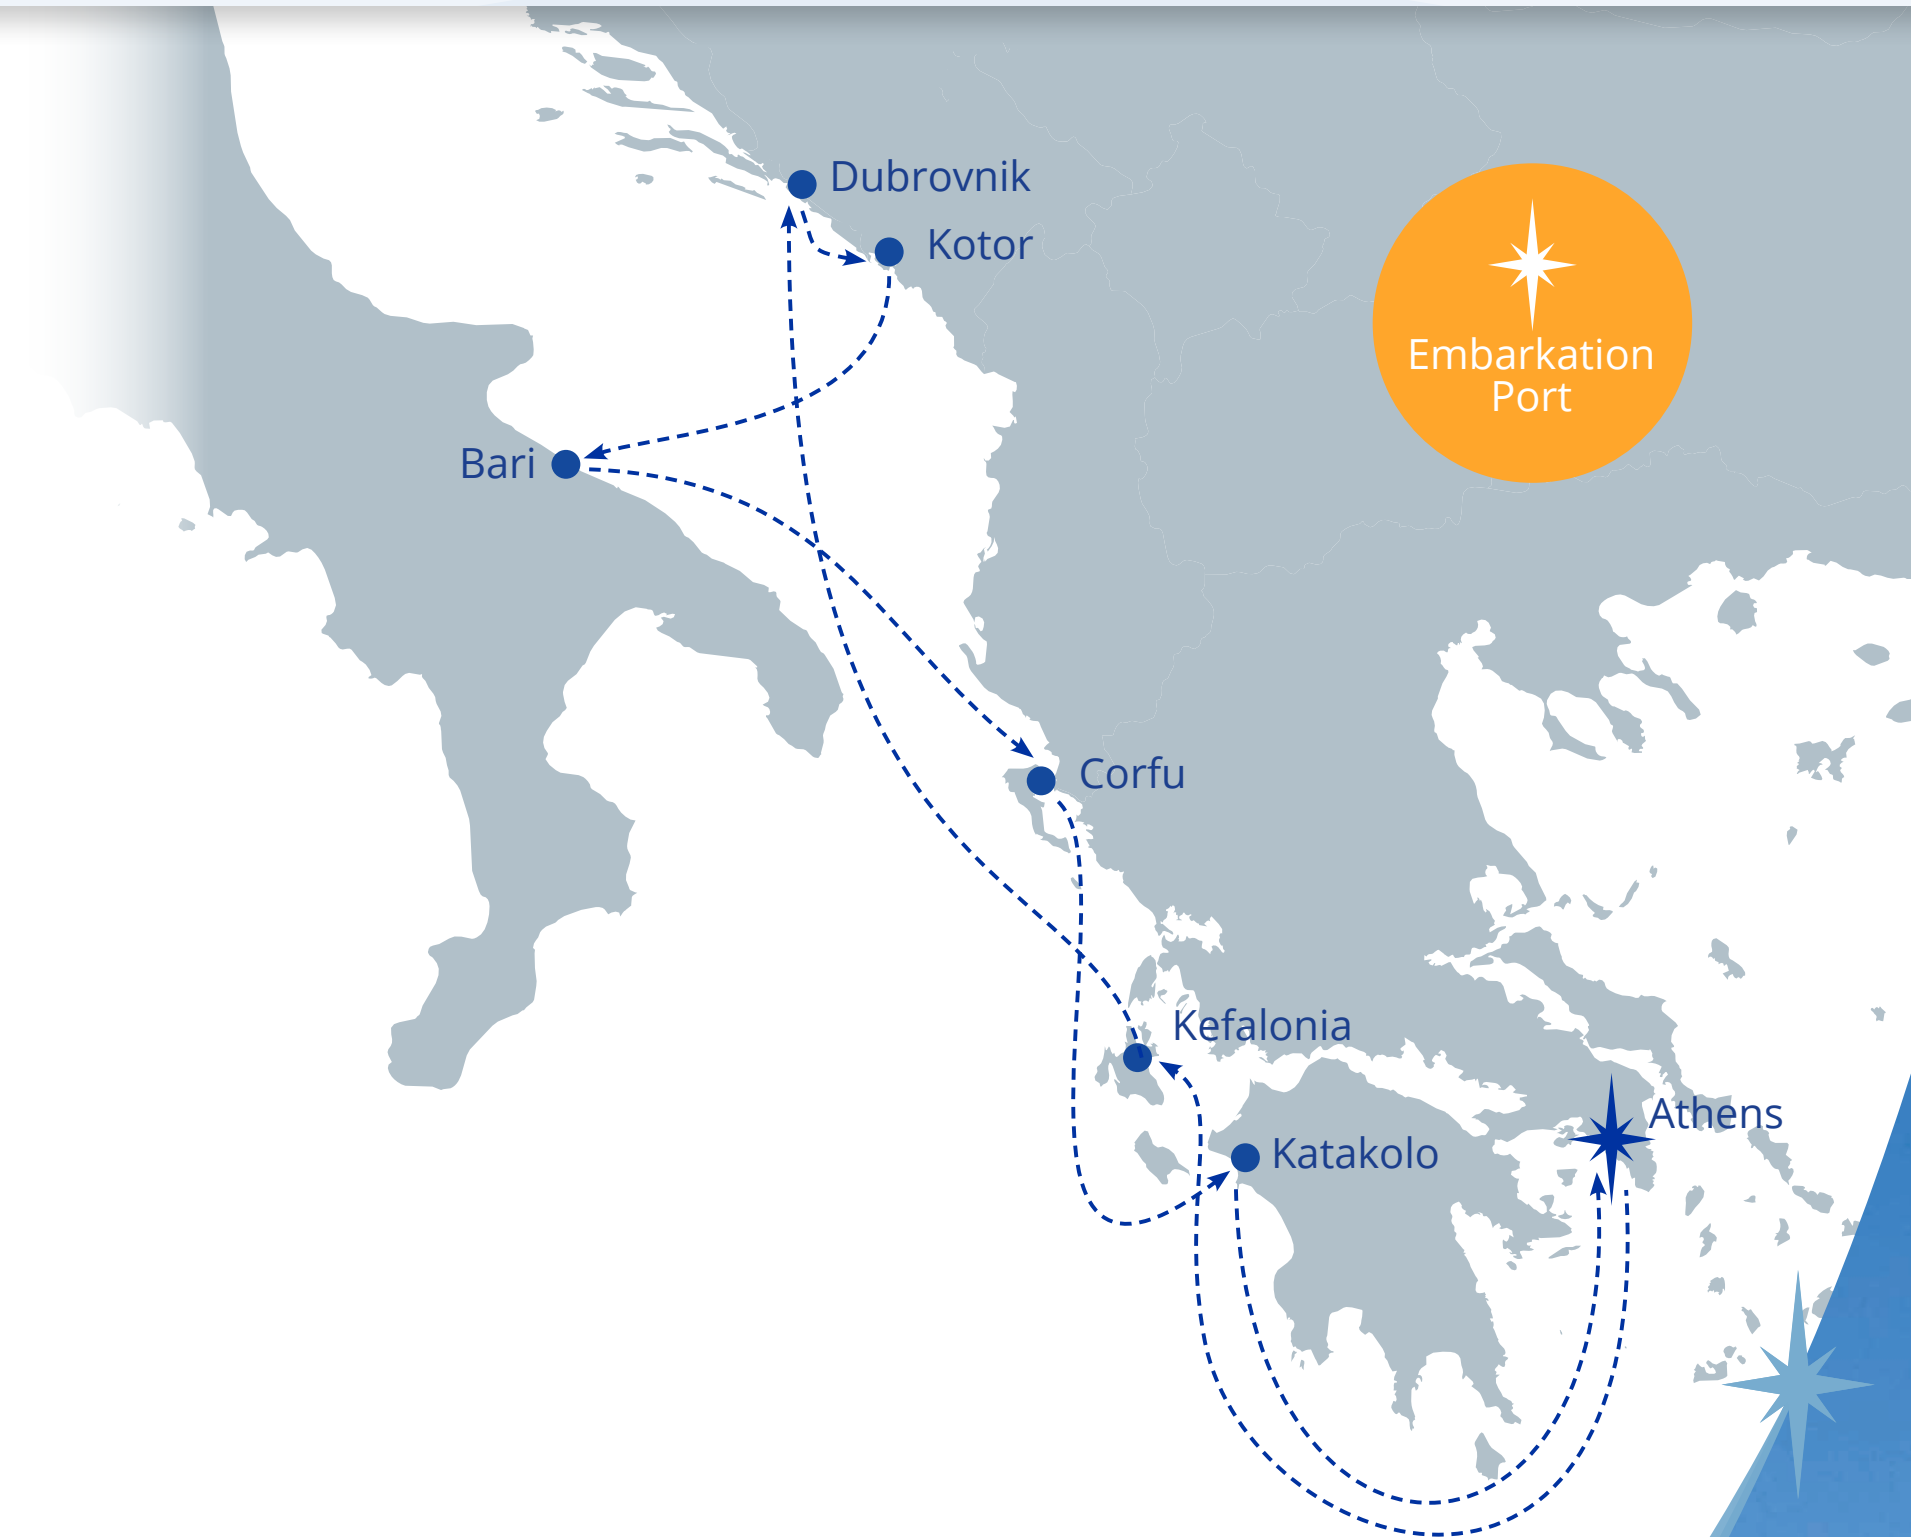 Dubrovnik
Kotor
Embarkation
Port
Bari
Corfu
Kefalonia
Athens
Katakolo